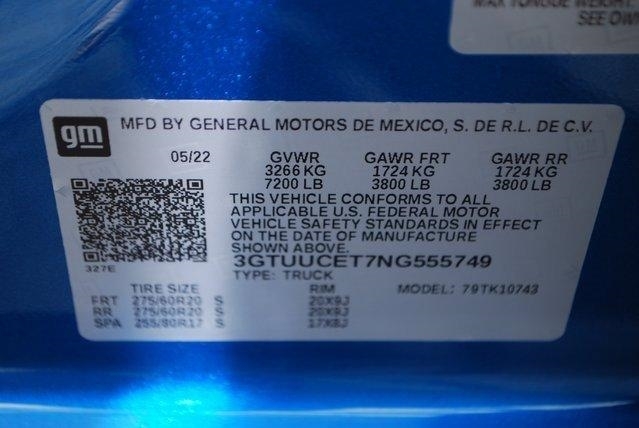 MAX TONGUE WEIGHT
SEE OWN
gm
MFD BY GENERAL MOTORS DE MEXICO, S. DE R.L. DE C.V.
05/22 GVWR GAWR FRT GAWR RR
3266 KG 1724 KG 1724 KG
7200 LB 3800 LB 3800 LB
THIS VEHICLE CONFORMS TO ALL
APPLICABLE U.S. FEDERAL MOTOR
VEHICLE SAFETY STANDARDS IN EFFECT
ON THE DATE OF MANUFACTURE
SHOWN ABOVE.
327E
3GTUUCET7NG555749
TYPE: TRUCK
TIRE SIZE RIM MODEL: 79TK10743
FRT 275/60R20 S 20X9J
RR 275/60R20 S 20X9J
SPA 255/80R17 S 17X8J